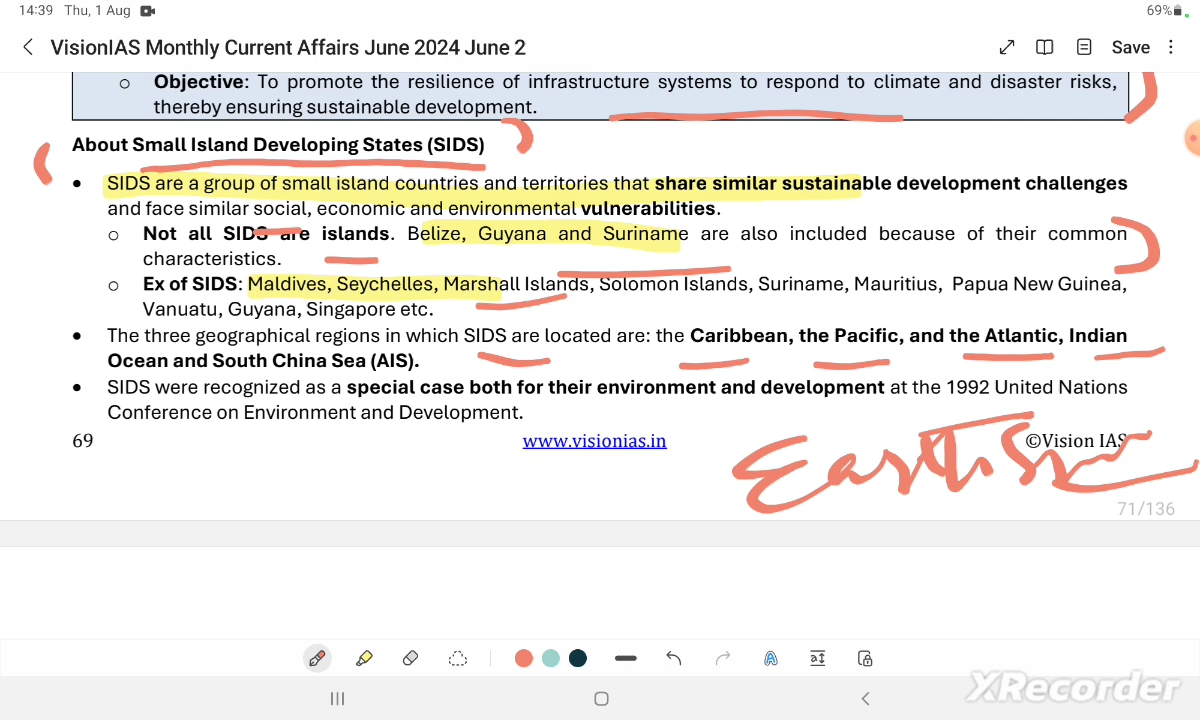 14:39 Thu, 1 Aug 69%
VisionIAS Monthly Current Affairs June 2024 June 2 Save
o Objective: To promote the resilience of infrastructure systems to respond to climate and disaster risks,
thereby ensuring sustainable development.
About Small Island Developing States (SIDS)
• SIDS are a group of small island countries and territories that share similar sustainable development challenges
and face similar social, economic and environmental vulnerabilities.
o Not all SIDS are islands. Belize, Guyana and Suriname are also included because of their common
characteristics.
o Ex of SIDS: Maldives, Seychelles, Marshall Islands, Solomon Islands, Suriname, Mauritius, Papua New Guinea,
Vanuatu, Guyana, Singapore etc.
• The three geographical regions in which SIDS are located are: the Caribbean, the Pacific, and the Atlantic, Indian
Ocean and South China Sea (AIS).
• SIDS were recognized as a special case both for their environment and development at the 1992 United Nations
Conference on Environment and Development.
69 www.visionias.in ©Vision IAS
Earth
71/136
XRecorder